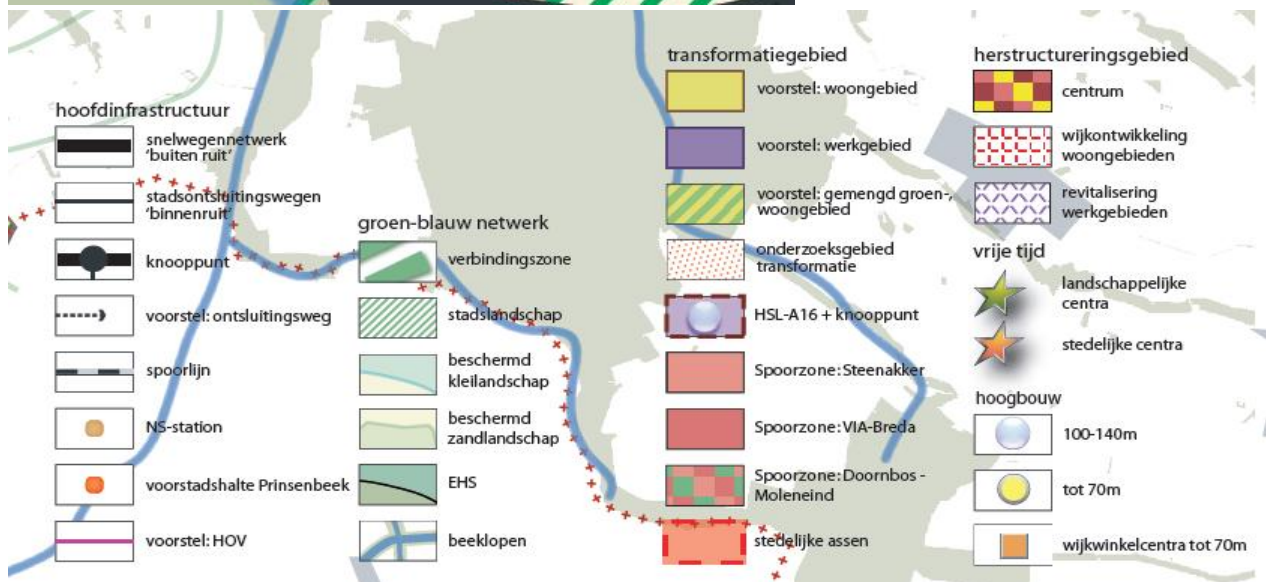 hoofdinfrastructuur
snelwegennetwerk
'buiten ruit'
stadsontsluitingswegen
'binnenruit'
knooppunt
voorstel: ontsluitingsweg
spoorlijn
NS-station
voorstadshalte Prinsenbeek
voorstel: HOV
groen-blauw netwerk
verbindingszone
stadslandschap
beschermd
kleilandschap
beschermd
zandlandschap
EHS
beeklopen
transformatiegebied
voorstel: woongebied
voorstel: werkgebied
voorstel: gemengd groen-,
woongebied
onderzoeksgebied
transformatie
HSL-A16 + knooppunt
Spoorzone: Steenakker
Spoorzone: VIA-Breda
Spoorzone: Doornbos -
Moleneind
stedelijke assen
herstructureringsgebied
centrum
wijkontwikkeling
woongebieden
revitalisering
werkgebieden
vrije tijd
landschappelijke
centra
stedelijke centra
hoogbouw
100-140m
tot 70m
wijkwinkelcentra tot 70m